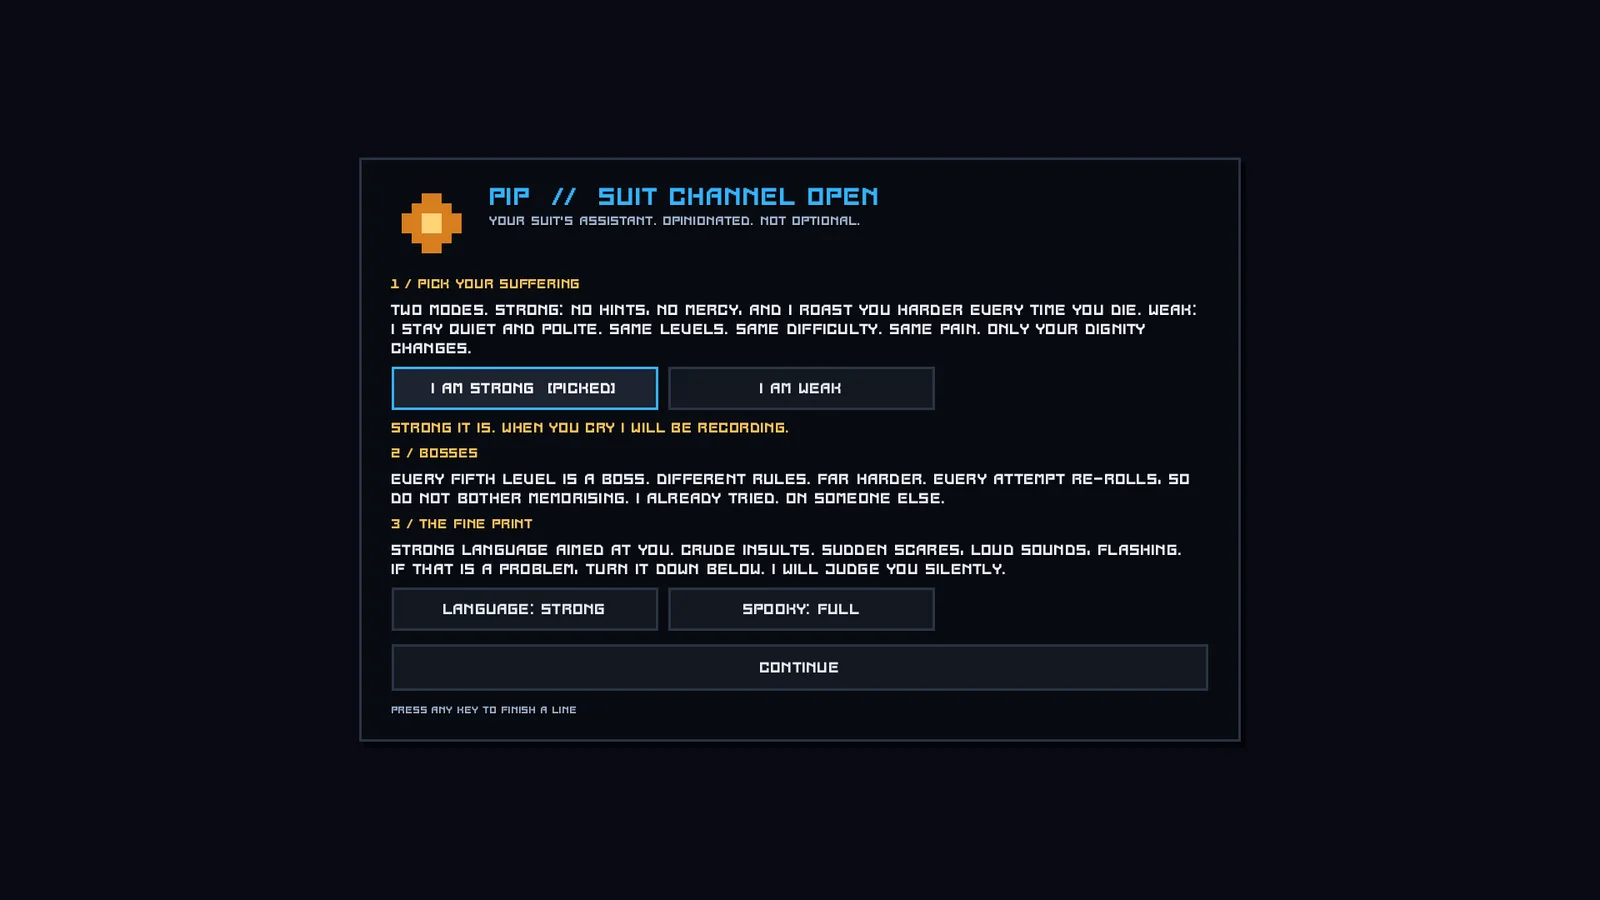 PIP // SUIT CHANNEL OPEN
YOUR SUIT'S ASSISTANT. OPINIONATED. NOT OPTIONAL.
1 / PICK YOUR SUFFERING
TWO MODES. STRONG: NO HINTS, NO MERCY, AND I ROAST YOU HARDER EVERY TIME YOU DIE. WEAK:
I STAY QUIET AND POLITE. SAME LEVELS. SAME DIFFICULTY. SAME PAIN. ONLY YOUR DIGNITY
CHANGES.
I AM STRONG [PICKED]
I AM WEAK
STRONG IT IS. WHEN YOU CRY I WILL BE RECORDING.
2 / BOSSES
EVERY FIFTH LEVEL IS A BOSS. DIFFERENT RULES. FAR HARDER. EVERY ATTEMPT RE-ROLLS, SO
DO NOT BOTHER MEMORISING. I ALREADY TRIED. ON SOMEONE ELSE.
3 / THE FINE PRINT
STRONG LANGUAGE AIMED AT YOU. CRUDE INSULTS. SUDDEN SCARES, LOUD SOUNDS, FLASHING.
IF THAT IS A PROBLEM, TURN IT DOWN BELOW. I WILL JUDGE YOU SILENTLY.
LANGUAGE: STRONG
SPOOKY: FULL
CONTINUE
PRESS ANY KEY TO FINISH A LINE